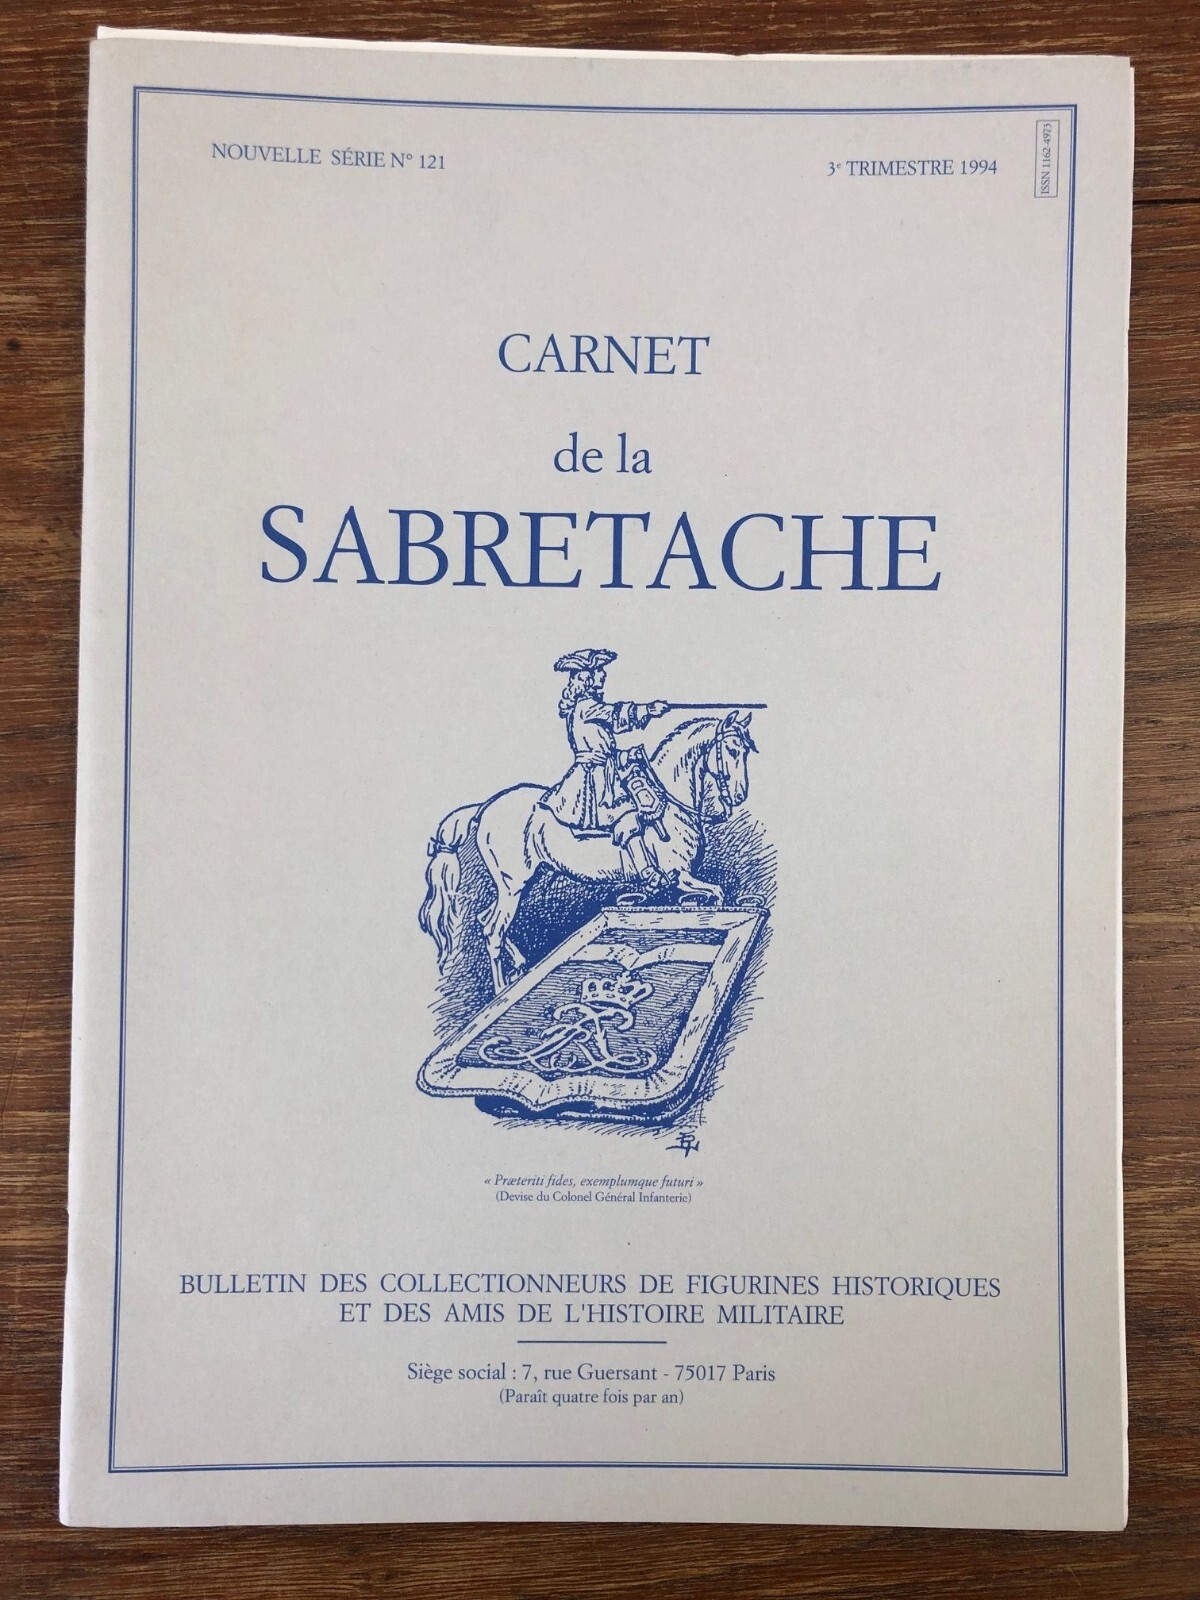 NOUVELLE SÉRIE N° 121
3e TRIMESTRE 1994
ISSN 1162-4973
CARNET
de la
SABRETACHE
« Præteriti fides, exemplumque futuri »
(Devise du Colonel Général Infanterie)
BULLETIN DES COLLECTIONNEURS DE FIGURINES HISTORIQUES
ET DES AMIS DE L'HISTOIRE MILITAIRE
Siège social : 7, rue Guersant - 75017 Paris
(Paraît quatre fois par an)